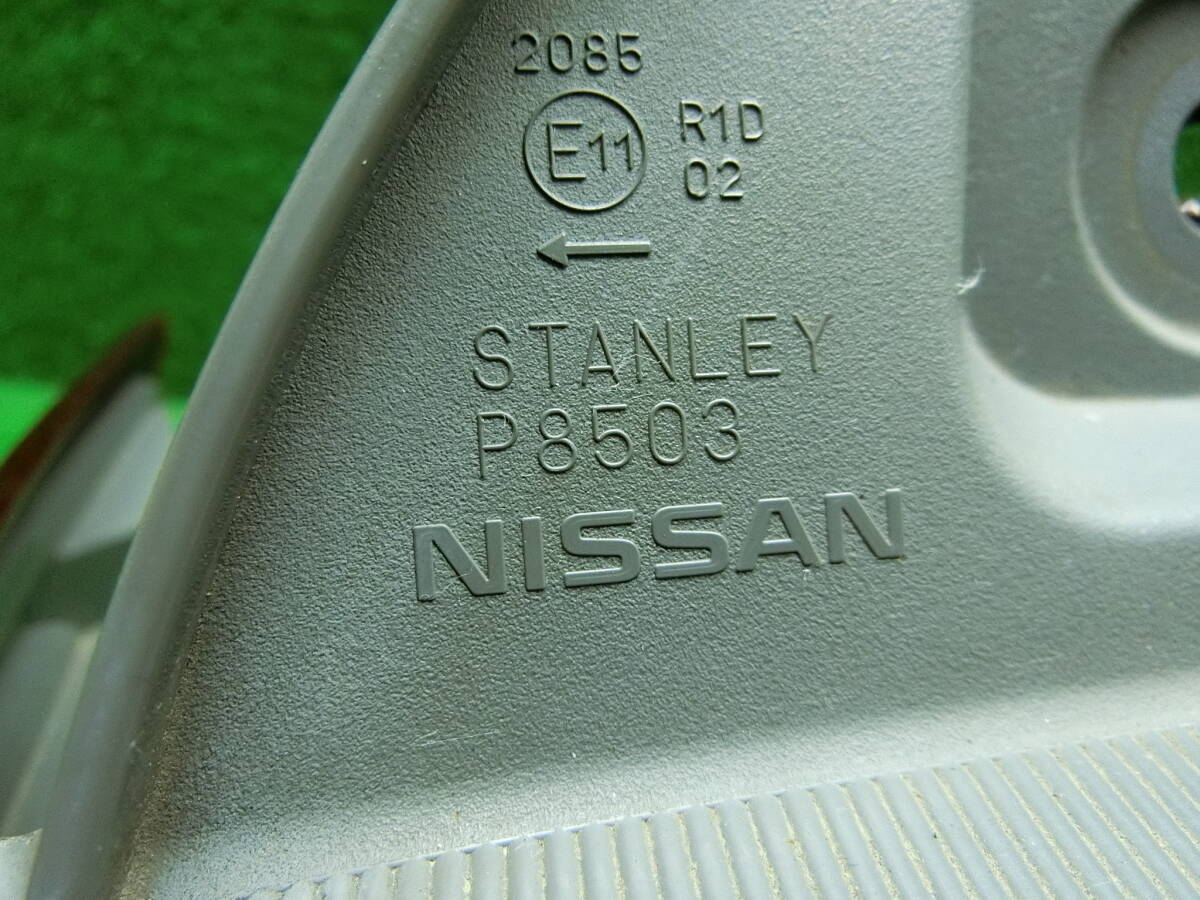 2085
E11 R1D
02
STANLEY
P8503
NISSAN